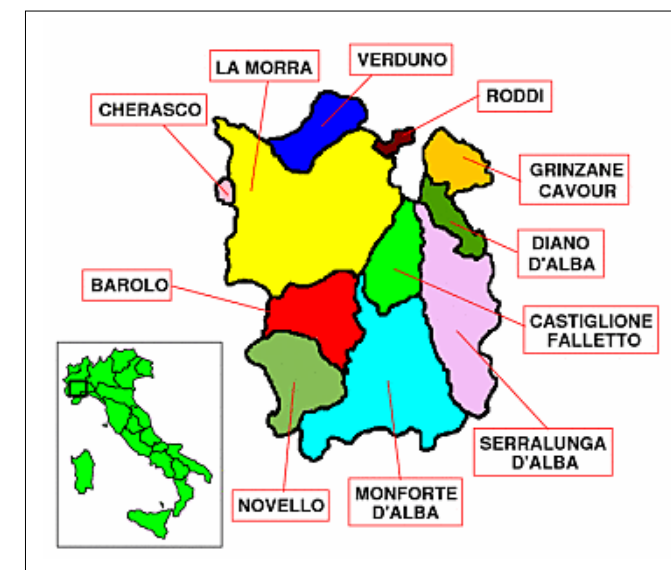 VERDUNO
LA MORRA
RODDI
CHERASCO
GRINZANE
CAVOUR
DIANO
D'ALBA
BAROLO
CASTIGLIONE
FALLETTO
SERRALUNGA
D'ALBA
NOVELLO
MONFORTE
D'ALBA